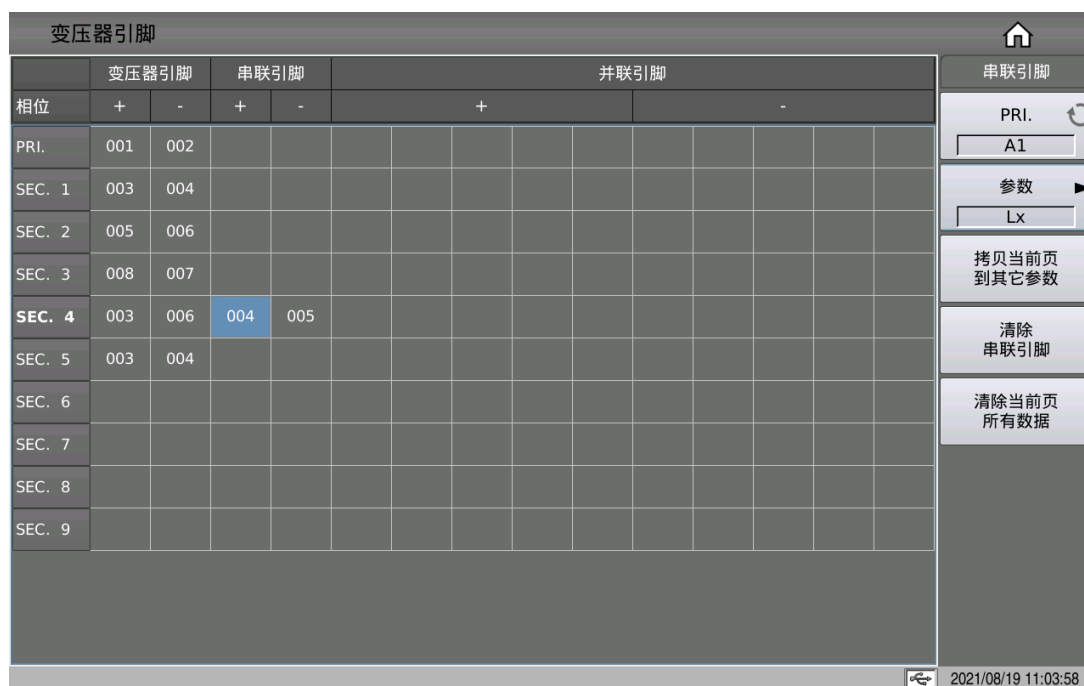 变压器引脚
变压器引脚 串联引脚 并联引脚
相位 + - + - + -
PRI. 001 002
SEC. 1 003 004
SEC. 2 005 006
SEC. 3 008 007
SEC. 4 003 006 004 005
SEC. 5 003 004
SEC. 6
SEC. 7
SEC. 8
SEC. 9
串联引脚
PRI.
A1
参数
Lx
拷贝当前页
到其它参数
清除
串联引脚
清除当前页
所有数据
2021/08/19 11:03:58